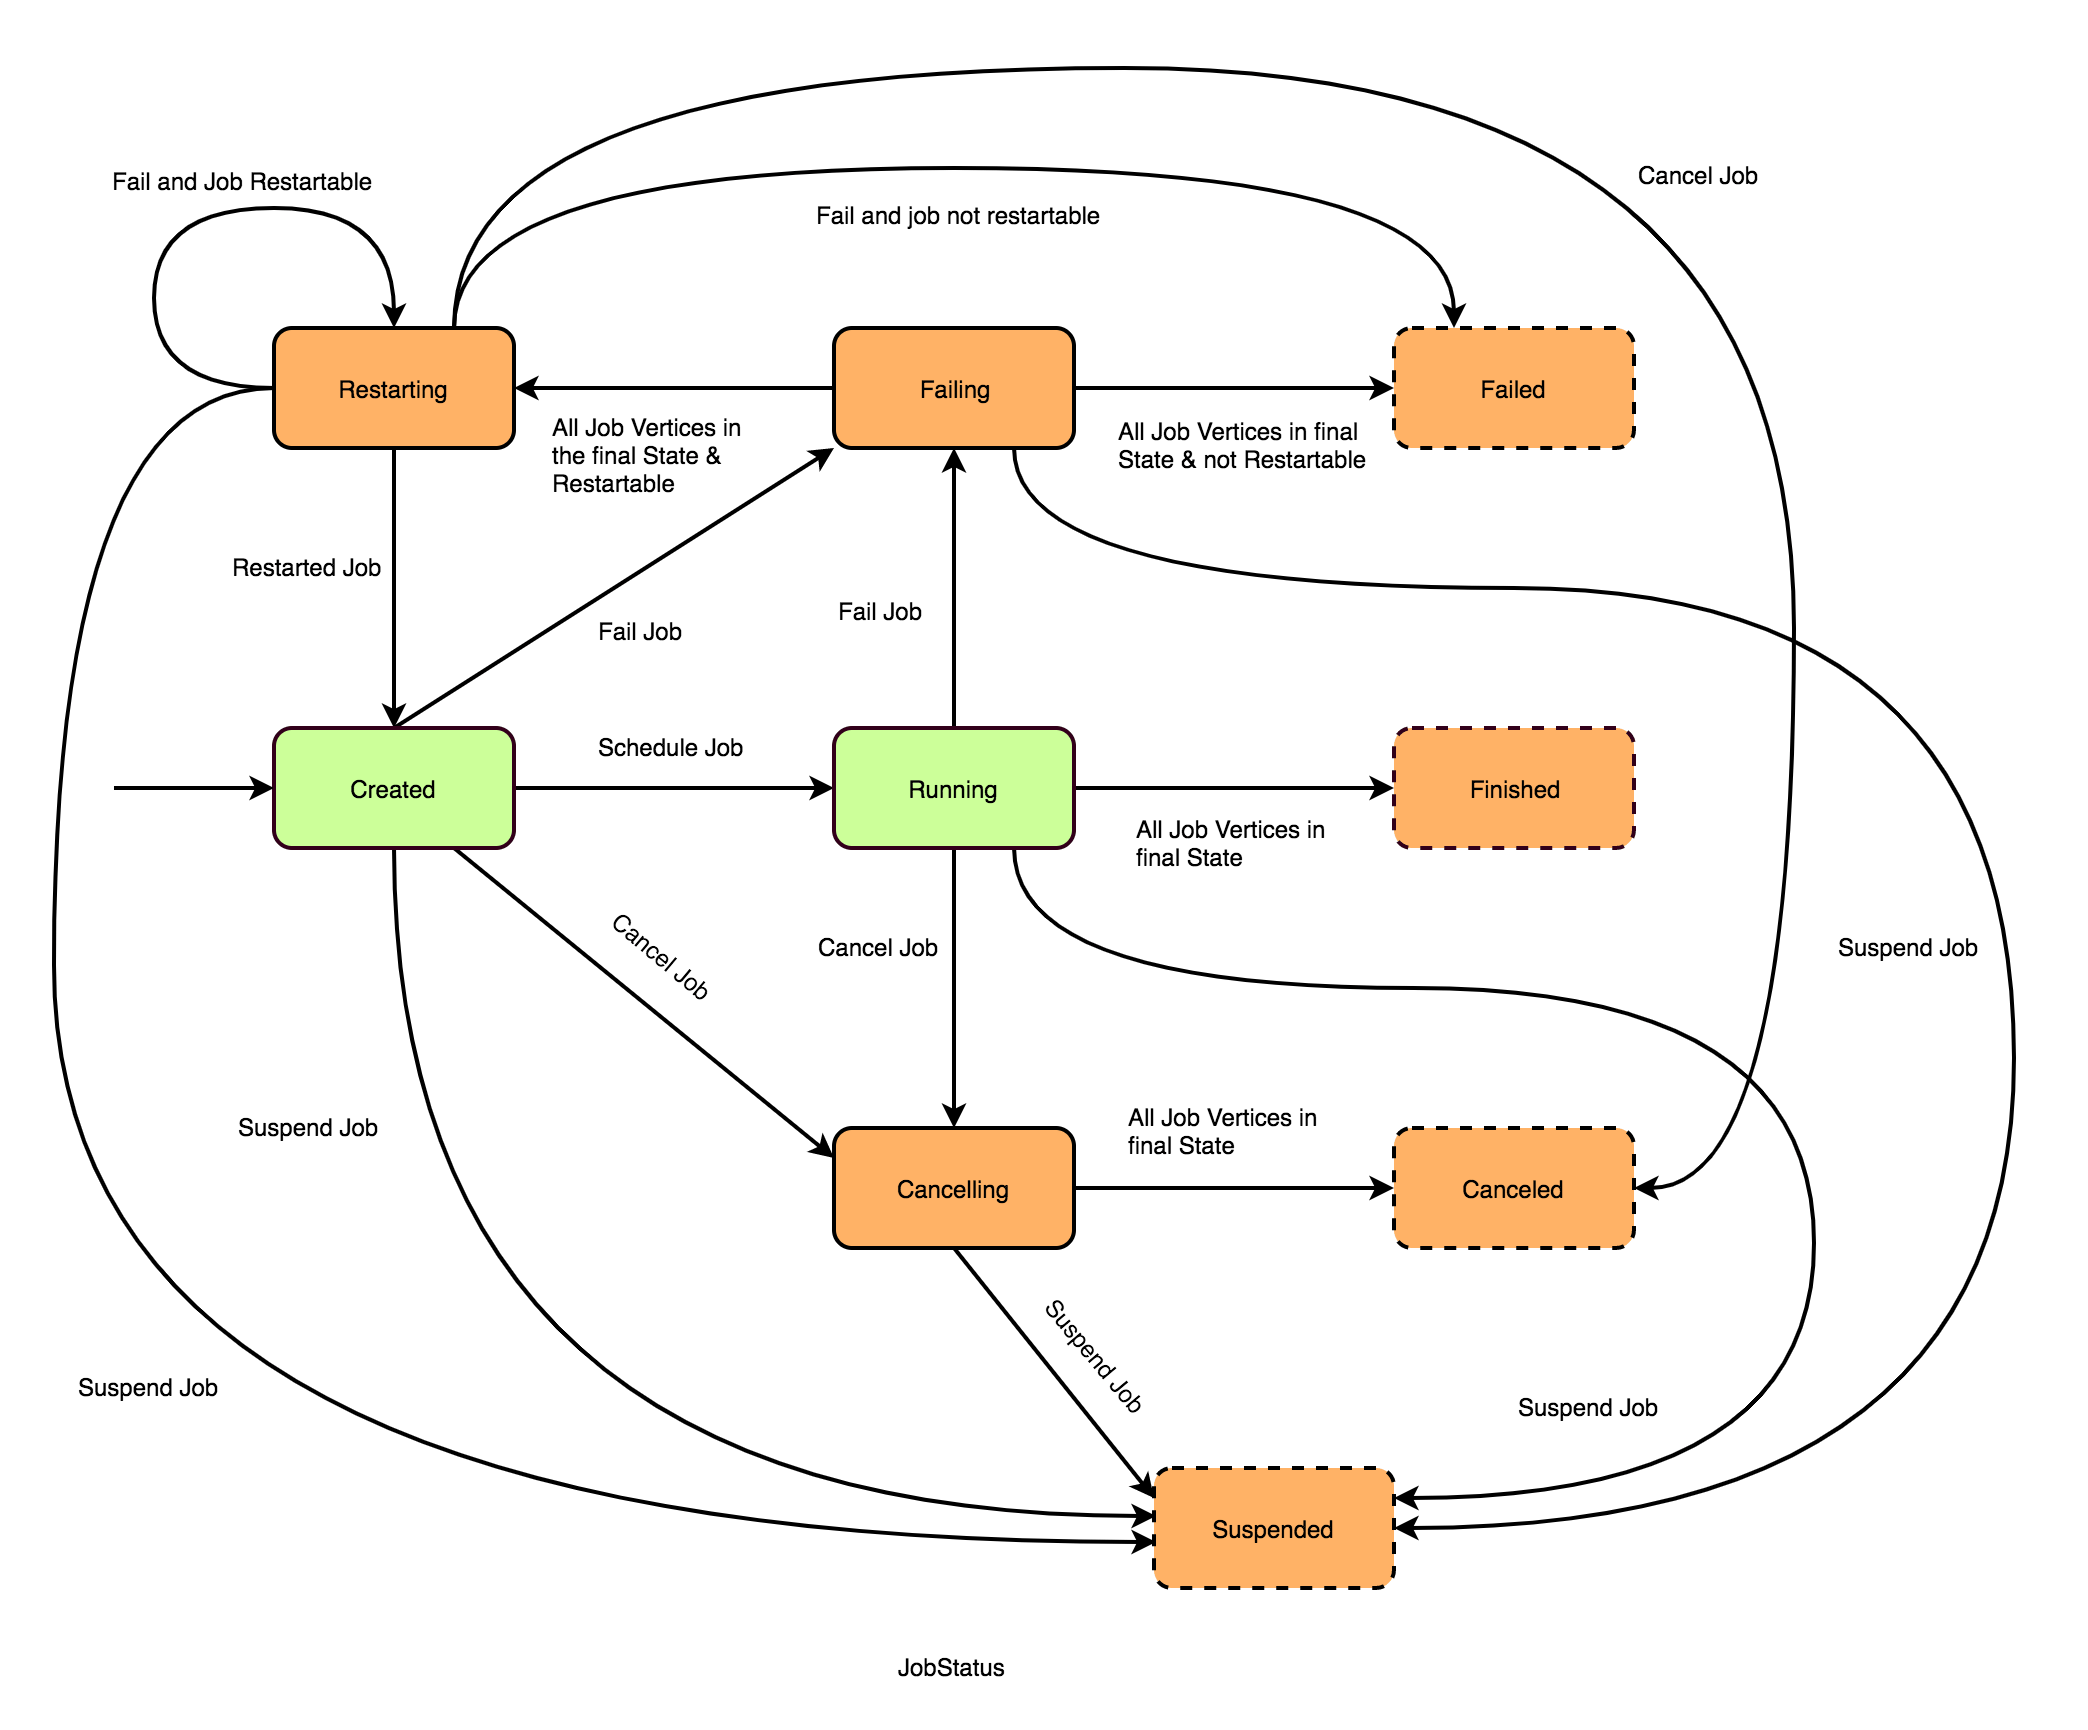 Cancel Job
Fail and Job Restartable
Fail and job not restartable
Restarting
Failing
Failed
All Job Vertices in
the final State &
Restartable
All Job Vertices in final
State & not Restartable
Restarted Job
Fail Job
Fail Job
Schedule Job
Created
Running
Finished
All Job Vertices in
final State
Cancel Job
Cancel Job
Suspend Job
Suspend Job
All Job Vertices in
final State
Cancelling
Canceled
Suspend Job
Suspend Job
Suspend Job
Suspended
JobStatus